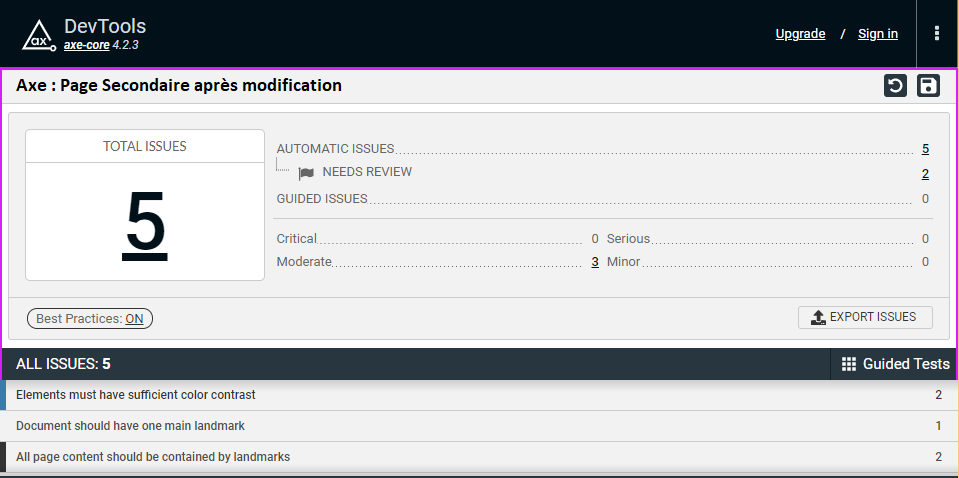 ax
DevTools
axe-core 4.2.3
Upgrade / Sign in
Axe : Page Secondaire après modification
TOTAL ISSUES
5
AUTOMATIC ISSUES 5
NEEDS REVIEW 2
GUIDED ISSUES 0
Critical 0 Serious 0
Moderate 3 Minor 0
Best Practices: ON
EXPORT ISSUES
ALL ISSUES: 5
Guided Tests
Elements must have sufficient color contrast 2
Document should have one main landmark 1
All page content should be contained by landmarks 2